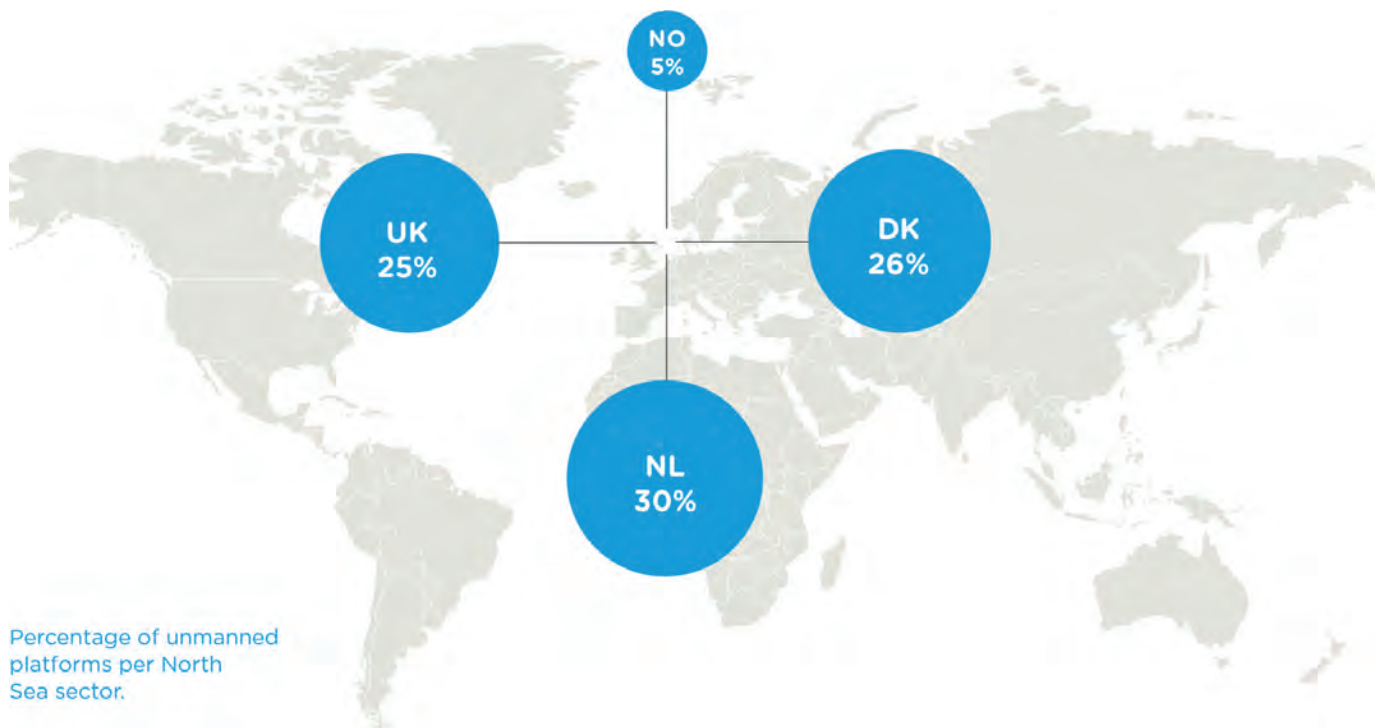 NO
5%
UK
25%
DK
26%
NL
30%
Percentage of unmanned
platforms per North
Sea sector.